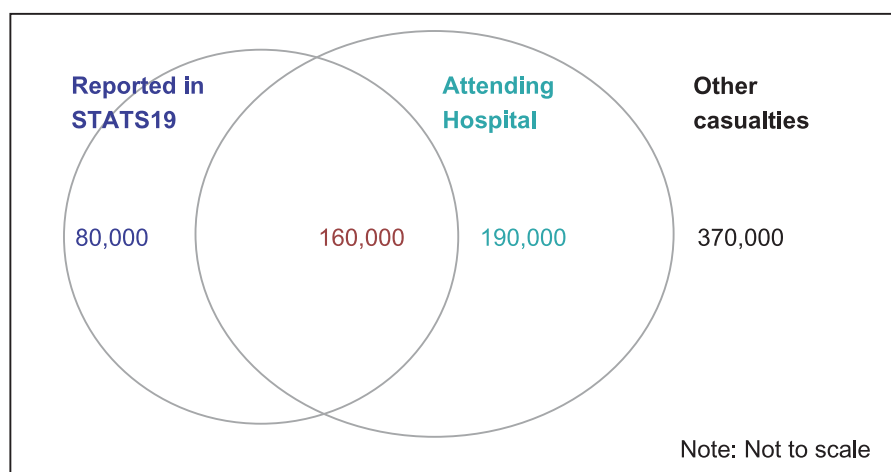 Reported in
STATS19
Attending
Hospital
Other
casualties
80,000
160,000
190,000
370,000
Note: Not to scale